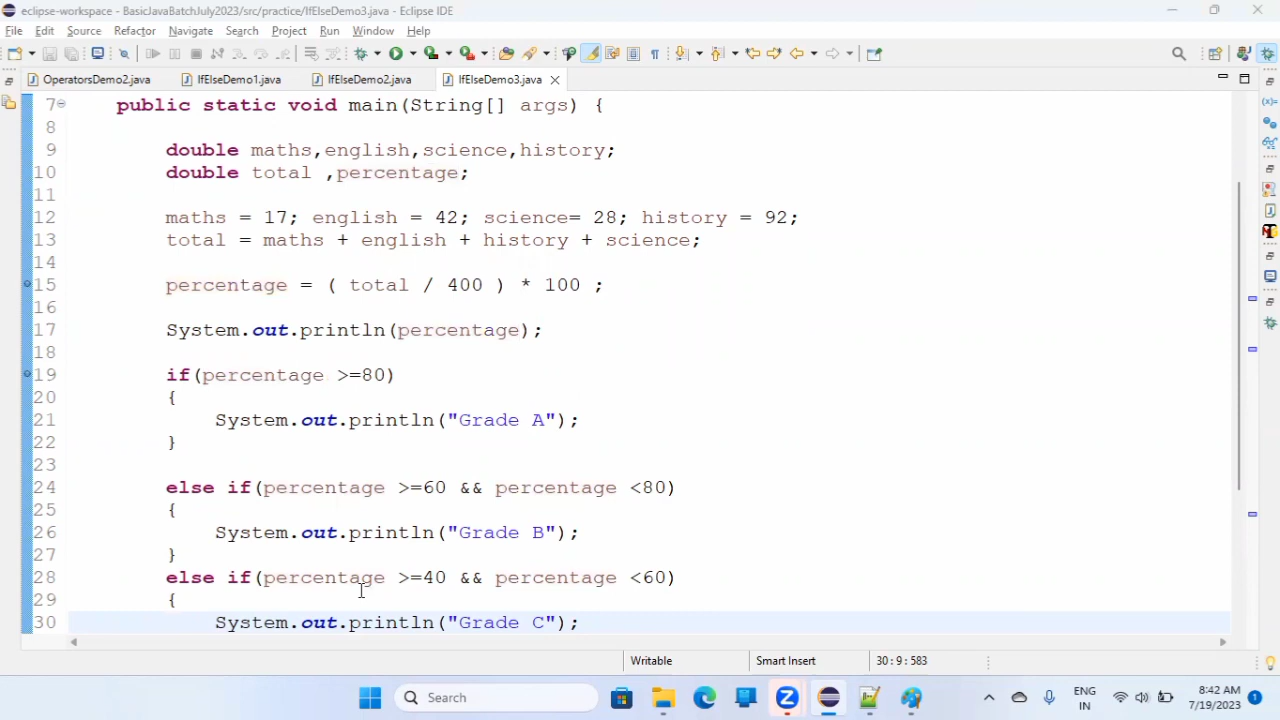 eclipse-workspace - BasicJavaBatchJuly2023/src/practice/IfElseDemo3.java - Eclipse IDE
File Edit Source Refactor Navigate Search Project Run Window Help
OperatorsDemo2.java IfElseDemo1.java IfElseDemo2.java IfElseDemo3.java
7 public static void main(String[] args) {
8
9 double maths,english,science,history;
10 double total ,percentage;
11
12 maths = 17; english = 42; science= 28; history = 92;
13 total = maths + english + history + science;
14
15 percentage = ( total / 400 ) * 100 ;
16
17 System.out.println(percentage);
18
19 if(percentage >=80)
20 {
21 System.out.println("Grade A");
22 }
23
24 else if(percentage >=60 && percentage <80)
25 {
26 System.out.println("Grade B");
27 }
28 else if(percentage >=40 && percentage <60)
29 {
30 System.out.println("Grade C");
Writable Smart Insert 30 : 9 : 583
Search ENG 8:42 AM
IN 7/19/2023 1